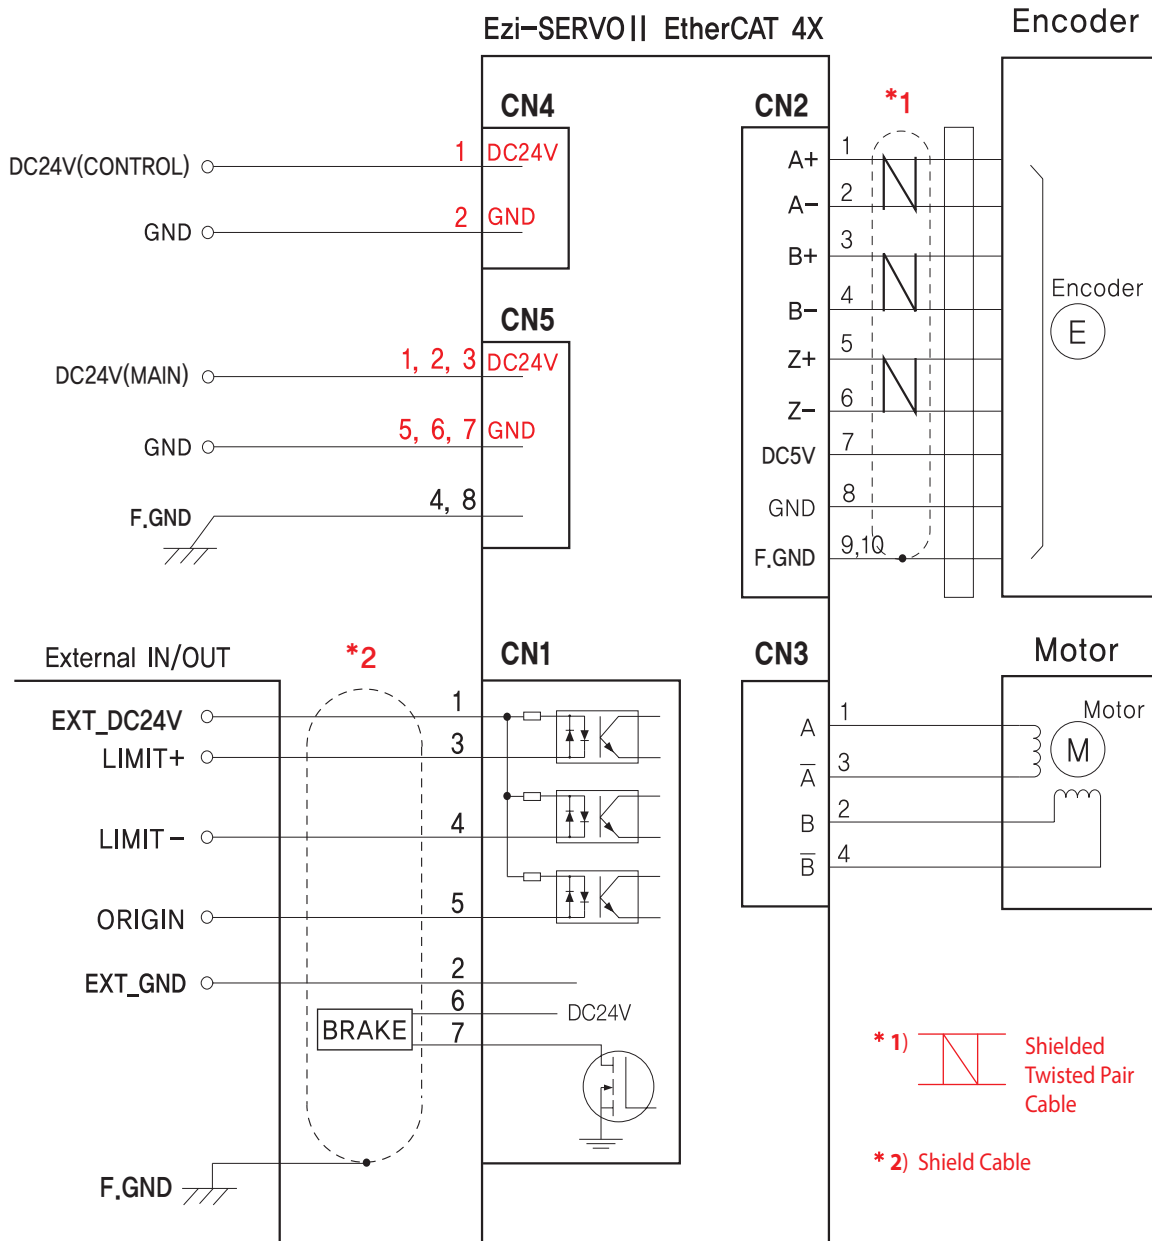 Ezi-SERVOII EtherCAT 4X
Encoder
CN4
CN2
*1
DC24V(CONTROL)
1
DC24V
GND
2
GND
A+
1
A-
2
B+
3
B-
4
Z+
5
Z-
6
DC5V
7
GND
8
F.GND
9,10
Encoder
E
CN5
DC24V(MAIN)
1, 2, 3
DC24V
GND
5, 6, 7
GND
F.GND
4, 8
External IN/OUT
*2
CN1
EXT_DC24V
1
LIMIT+
3
LIMIT-
4
ORIGIN
5
EXT_GND
2
BRAKE
6
DC24V
7
F.GND
CN3
Motor
A
1
A̅
3
B
2
B̅
4
Motor
M
*1)
Shielded
Twisted Pair
Cable
*2) Shield Cable